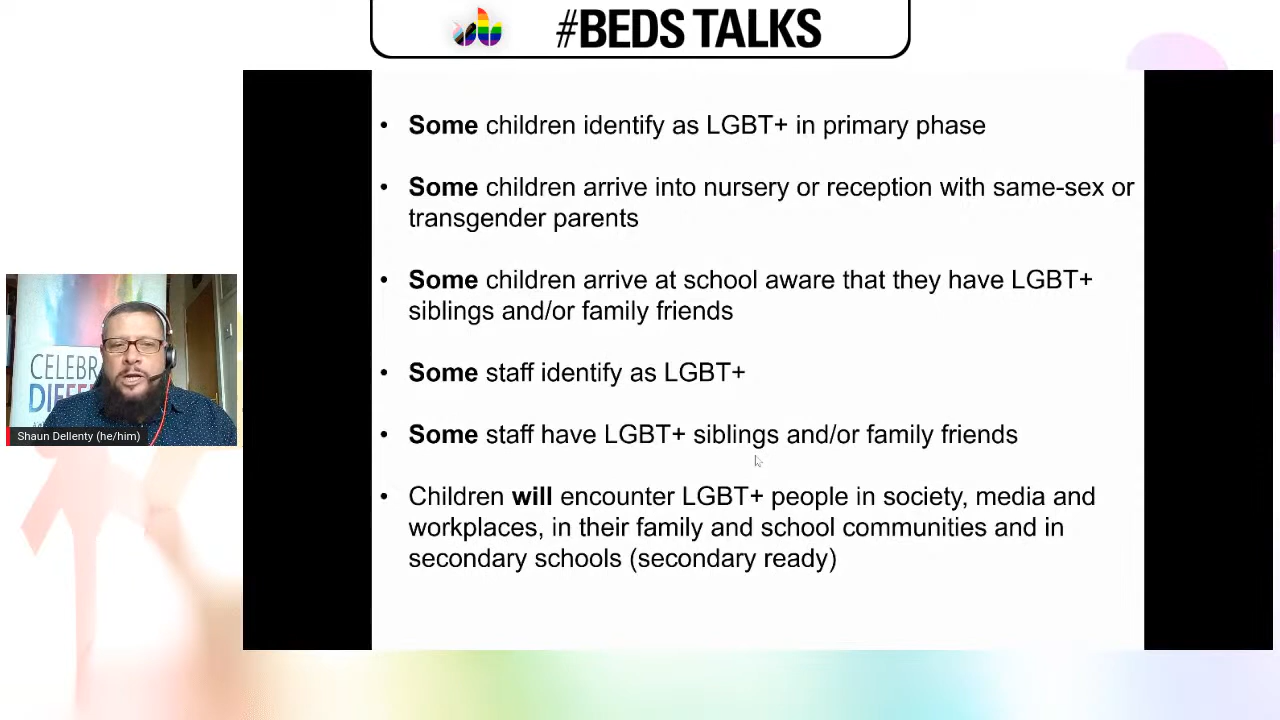 #BEDS TALKS
• Some children identify as LGBT+ in primary phase
• Some children arrive into nursery or reception with same-sex or
transgender parents
• Some children arrive at school aware that they have LGBT+
siblings and/or family friends
• Some staff identify as LGBT+
• Some staff have LGBT+ siblings and/or family friends
• Children will encounter LGBT+ people in society, media and
workplaces, in their family and school communities and in
secondary schools (secondary ready)
CELEBRA
DIFFE
Shaun Dellenty (he/him)